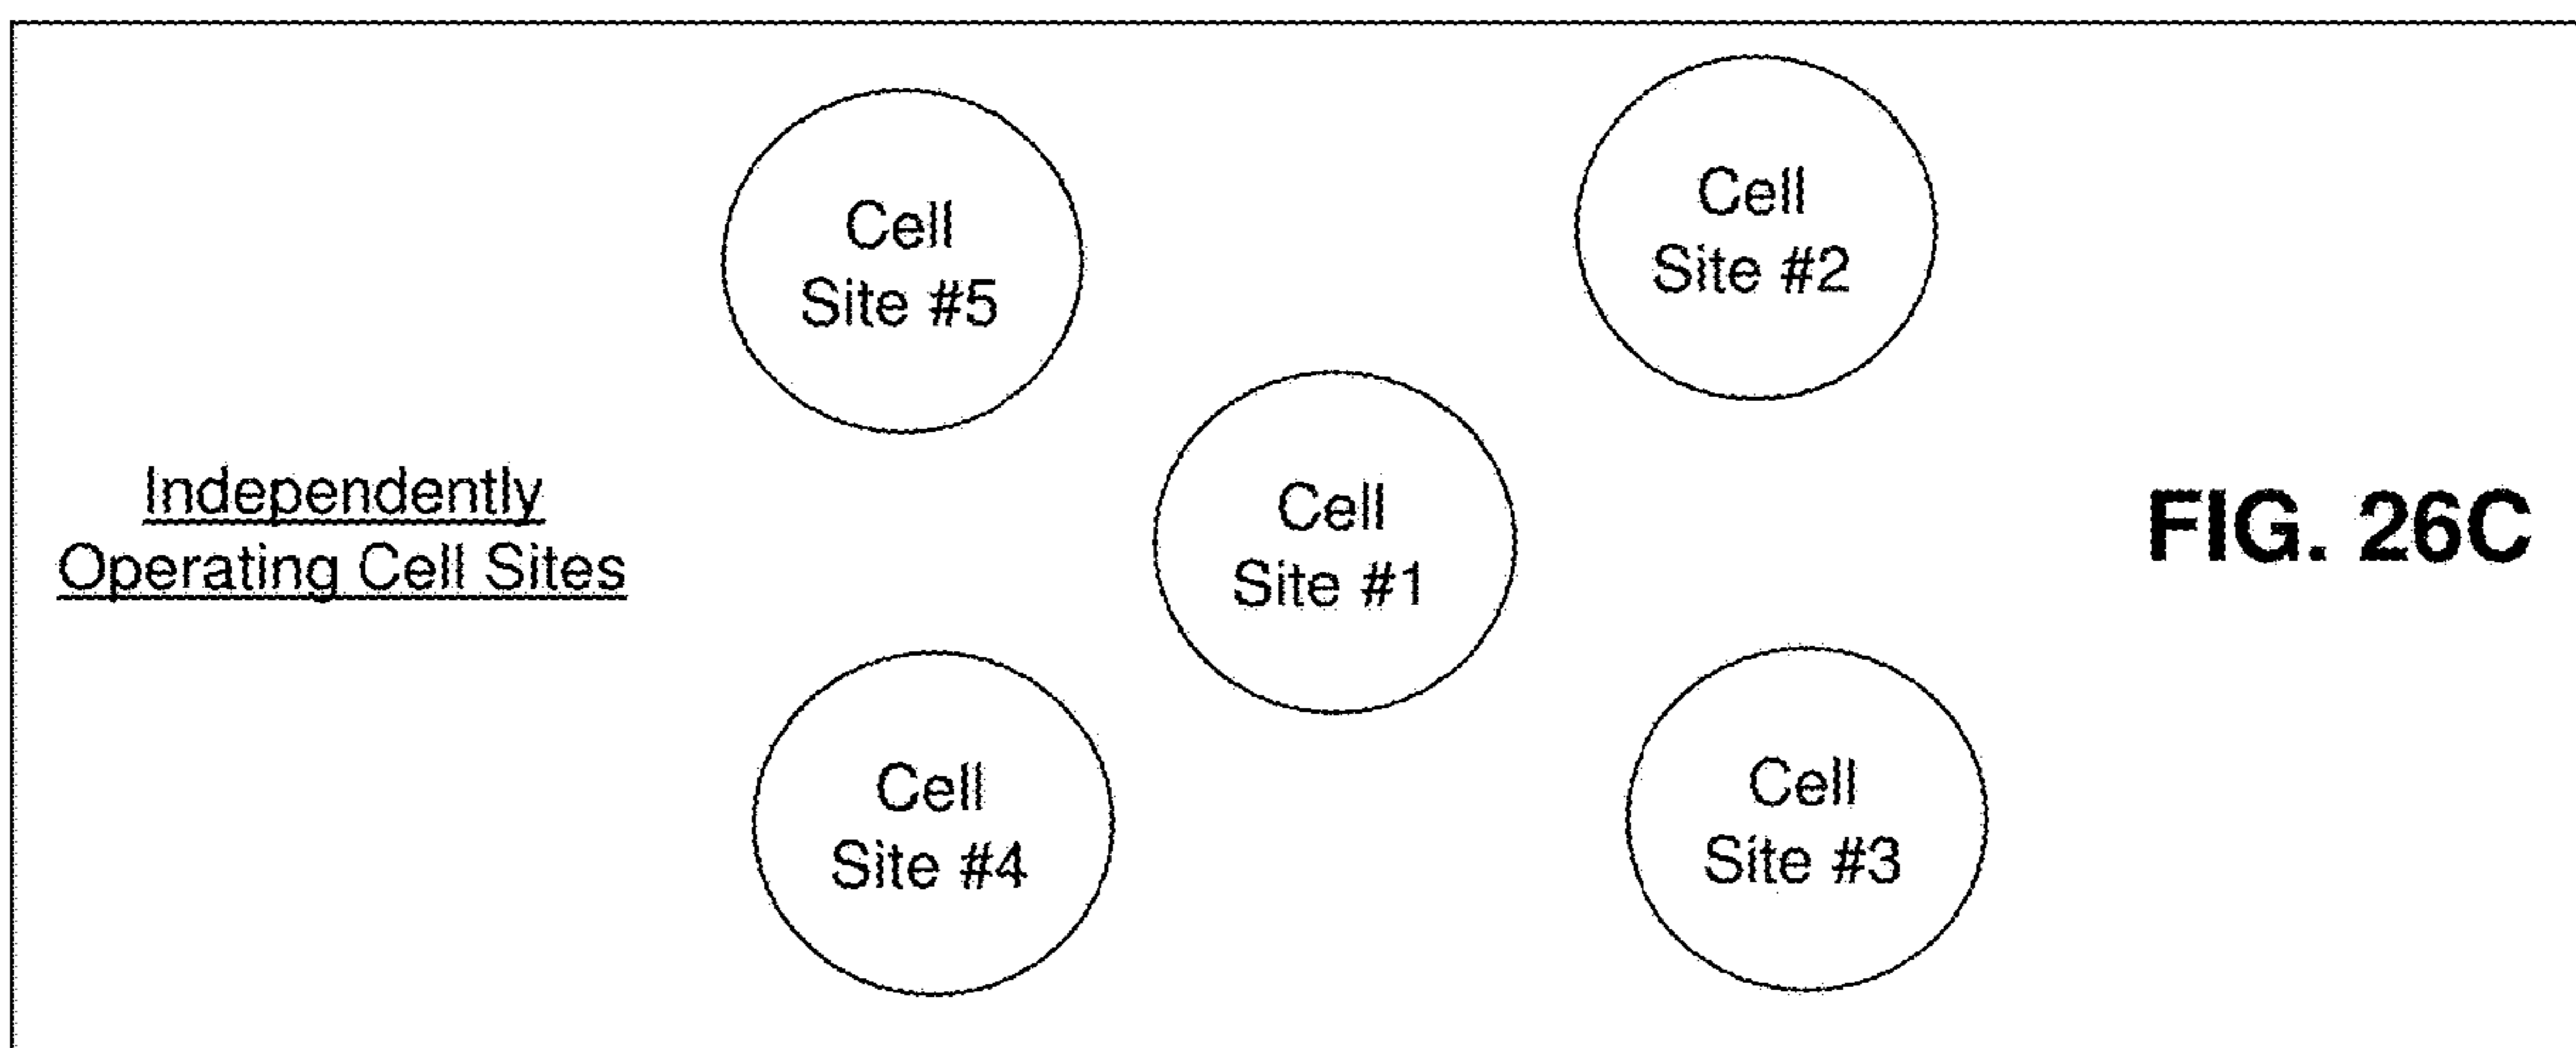 Cell
Site #5
Cell
Site #2
Independently
Operating Cell Sites
Cell
Site #1
FIG. 26C
Cell
Site #4
Cell
Site #3